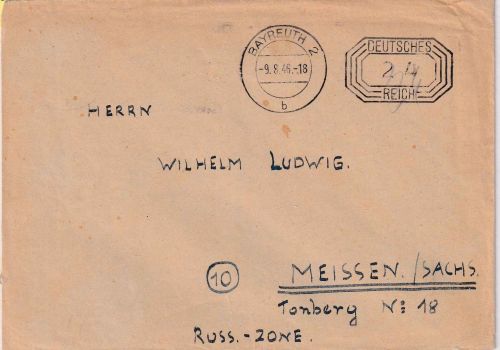 BAYREUTH 2
-9.8.46.-18
b
DEUTSCHES
24
REICH
HERRN
WILHELM LUDWIG.
10
MEISSEN./SACHS.
Tonberg No: 18
RUSS.-ZONE.